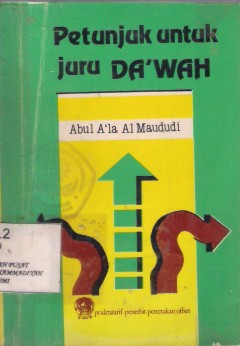 Petunjuk untuk
juru DA'WAH
Abul A'la Al Maududi
pt.alma'arif-penerbit-percetakan offset